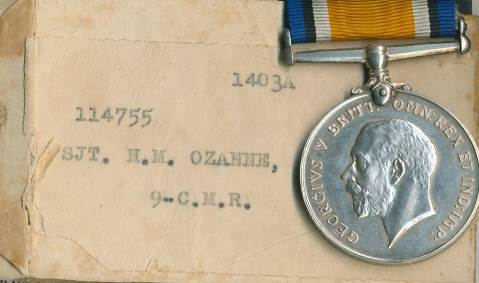 1403A
114755
SJT. H.M. OZANNE,
9-C.M.R.
GEORGIVS V BRITT: OMN: REX ET IND: IMP: